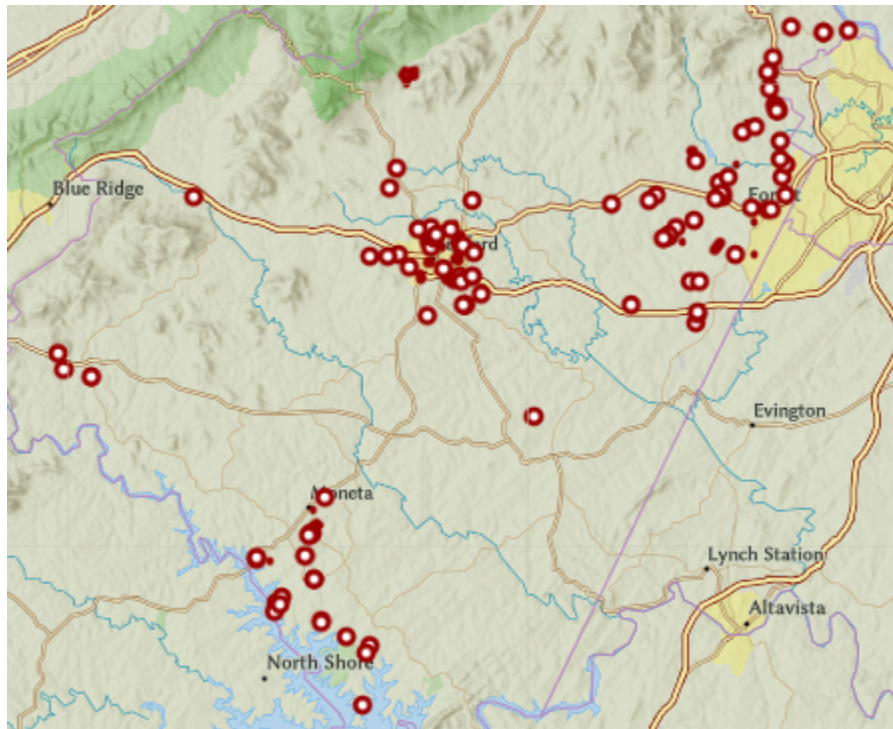 Blue Ridge
Moneta
Evington
Lynch Station
Altavista
North Shore